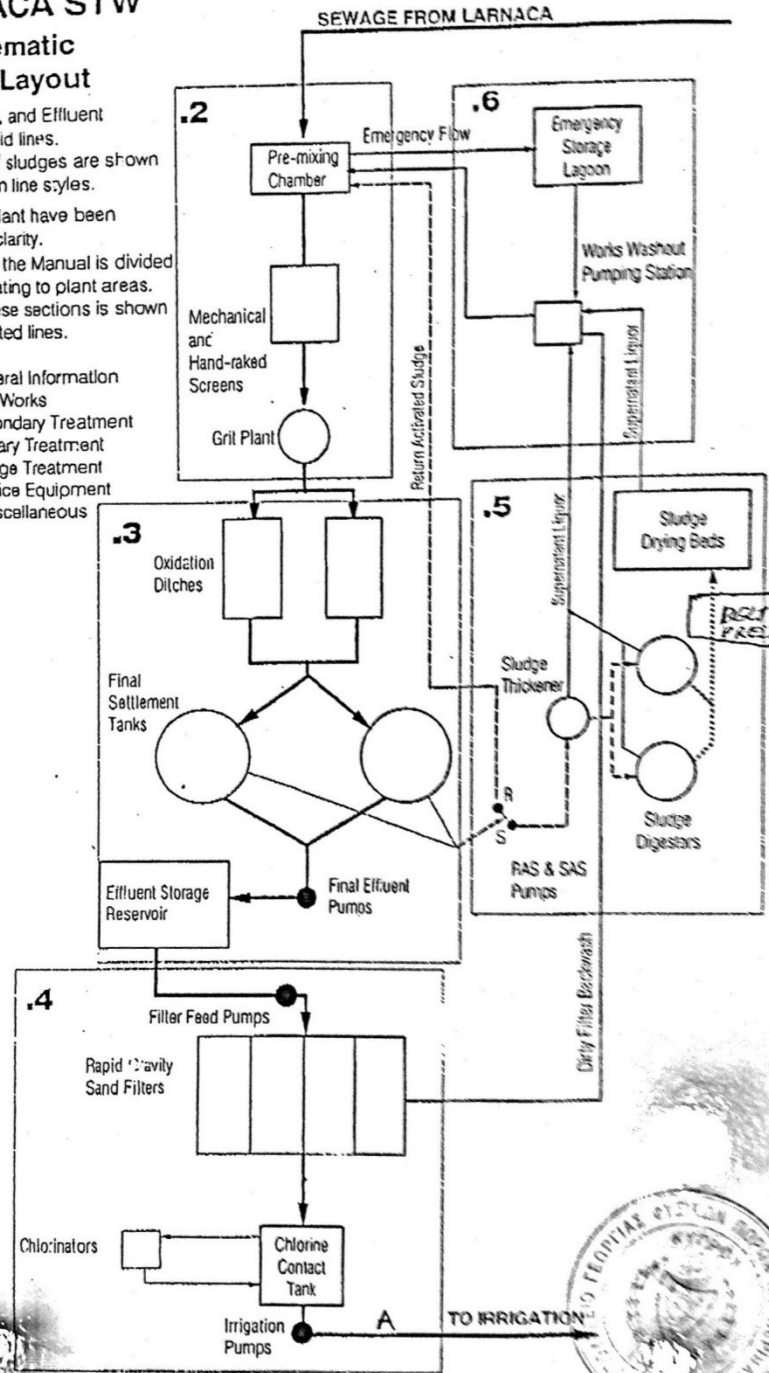 ACA STW
ematic
Layout
, and Effluent
id lines.
sludges are shown
n line styles.
lant have been
clarity.
the Manual is divided
ating to plant areas.
ese sections is shown
ted lines.
eral Information
Works
ondary Treatment
ary Treatment
ge Treatment
ice Equipment
scellaneous
SEWAGE FROM LARNACA
.2
Pre-mixing
Chamber
Emergency Flow
.6
Emergency
Storage
Lagoon
Works Washout
Pumping Station
Mechanical
and
Hand-raked
Screens
Grit Plant
Return Activated Sludge
Supernatant Liquor
.3
Oxidation
Ditches
Final
Settlement
Tanks
Effluent Storage
Reservoir
Final Effluent
Pumps
.5
Supernatant Liquor
Sludge
Drying Beds
BELT
PRES
Sludge
Thickener
R
S
RAS & SAS
Pumps
Sludge
Digestors
Dirty Filter Backwash
.4
Filter Feed Pumps
Rapid Gravity
Sand Filters
Chlorinators
Chlorine
Contact
Tank
Irrigation
Pumps
A
TO IRRIGATION
ΓΕΩΡΓΙΑΣ